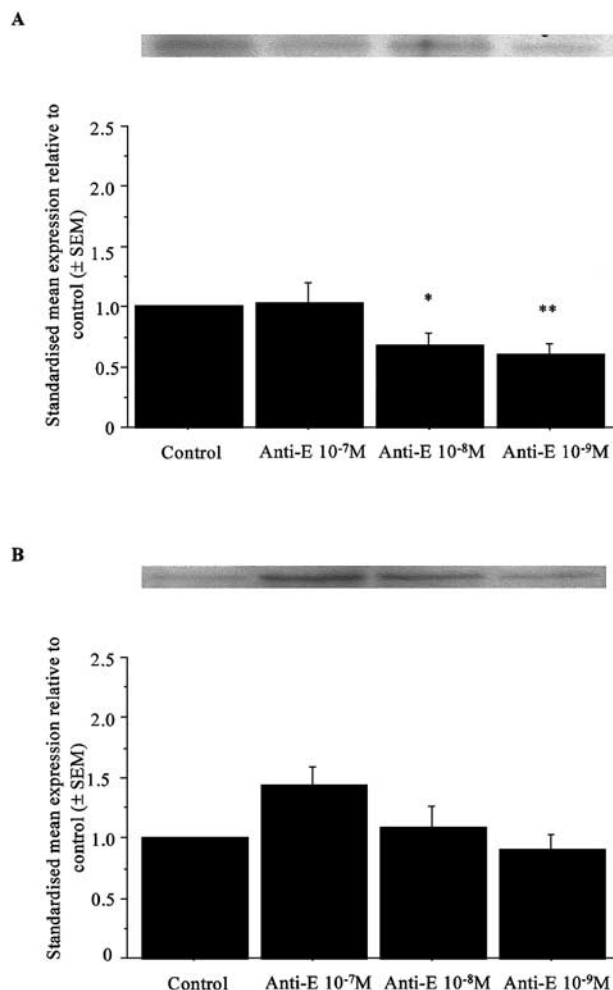 A
Standardised mean expression relative to
control (± SEM)
2.5
2.0
1.5
1.0
0.5
0
*
**
Control
Anti-E 10⁻⁷M
Anti-E 10⁻⁸M
Anti-E 10⁻⁹M
B
Standardised mean expression relative to
control (± SEM)
2.5
2.0
1.5
1.0
0.5
0
Control
Anti-E 10⁻⁷M
Anti-E 10⁻⁸M
Anti-E 10⁻⁹M